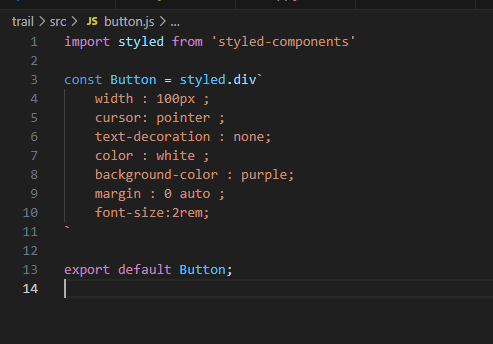 trail > src > JS button.js > ...
1 import styled from 'styled-components'
2
3 const Button = styled.div`
4 width : 100px ;
5 cursor: pointer ;
6 text-decoration : none;
7 color : white ;
8 background-color : purple;
9 margin : 0 auto ;
10 font-size:2rem;
11 `
12
13 export default Button;
14